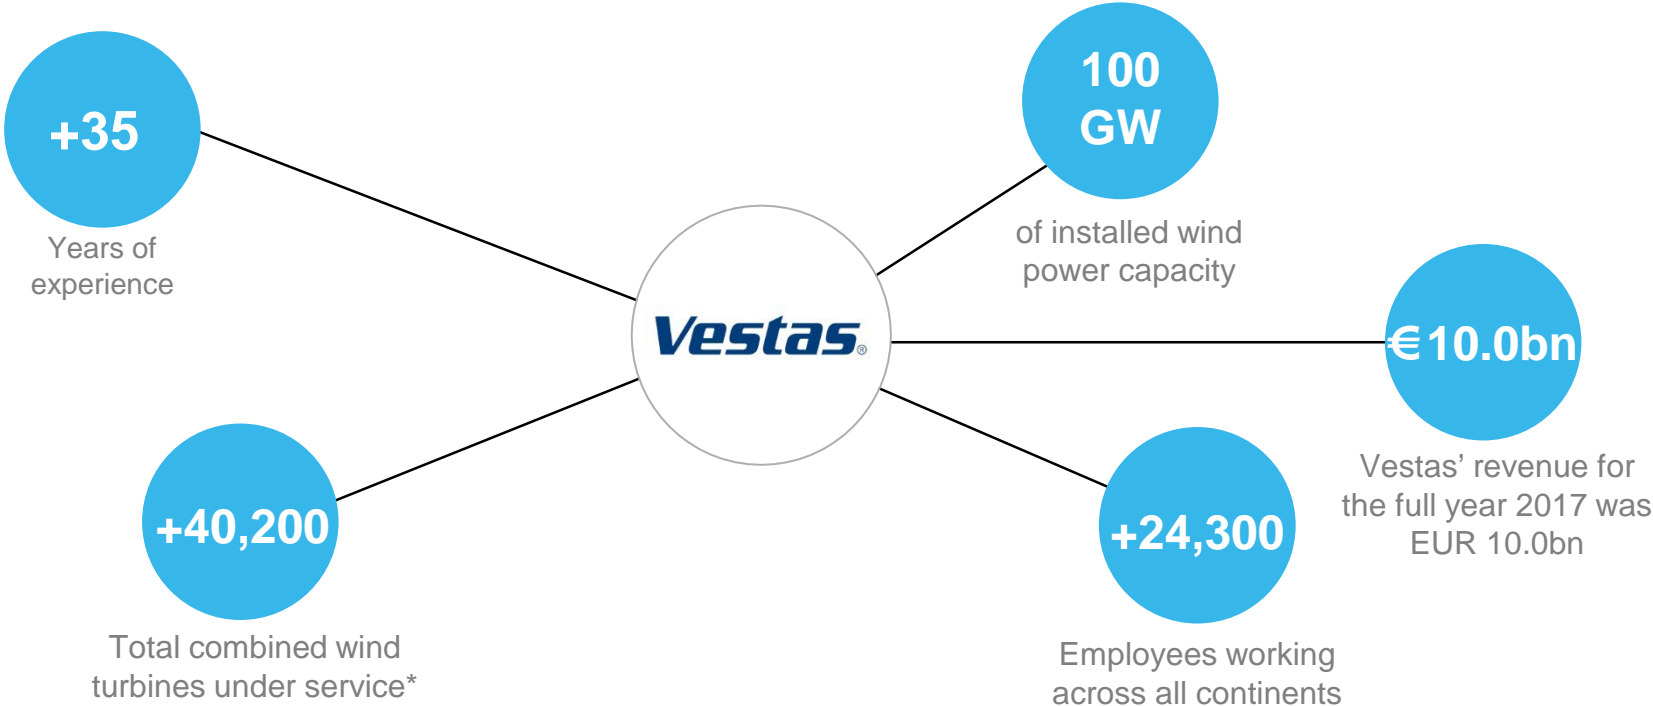 +35
Years of
experience
100
GW
of installed wind
power capacity
Vestas®
€10.0bn
Vestas’ revenue for
the full year 2017 was
EUR 10.0bn
+40,200
Total combined wind
turbines under service*
+24,300
Employees working
across all continents